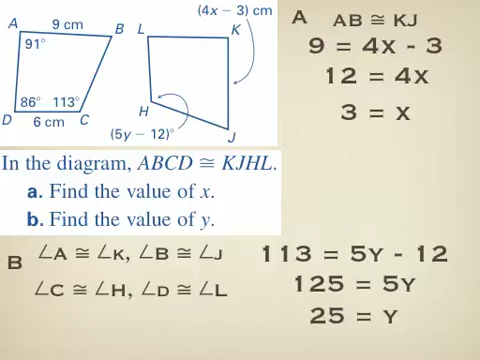 A 9 cm B L (4x − 3) cm K
91°
86° 113°
D 6 cm C
H
(5y − 12)° J
In the diagram, ABCD ≅ KJHL.
a. Find the value of x.
b. Find the value of y.
A AB ≅ KJ
9 = 4x - 3
12 = 4x
3 = x
B ∠A ≅ ∠K, ∠B ≅ ∠J
∠C ≅ ∠H, ∠D ≅ ∠L
113 = 5y - 12
125 = 5y
25 = y